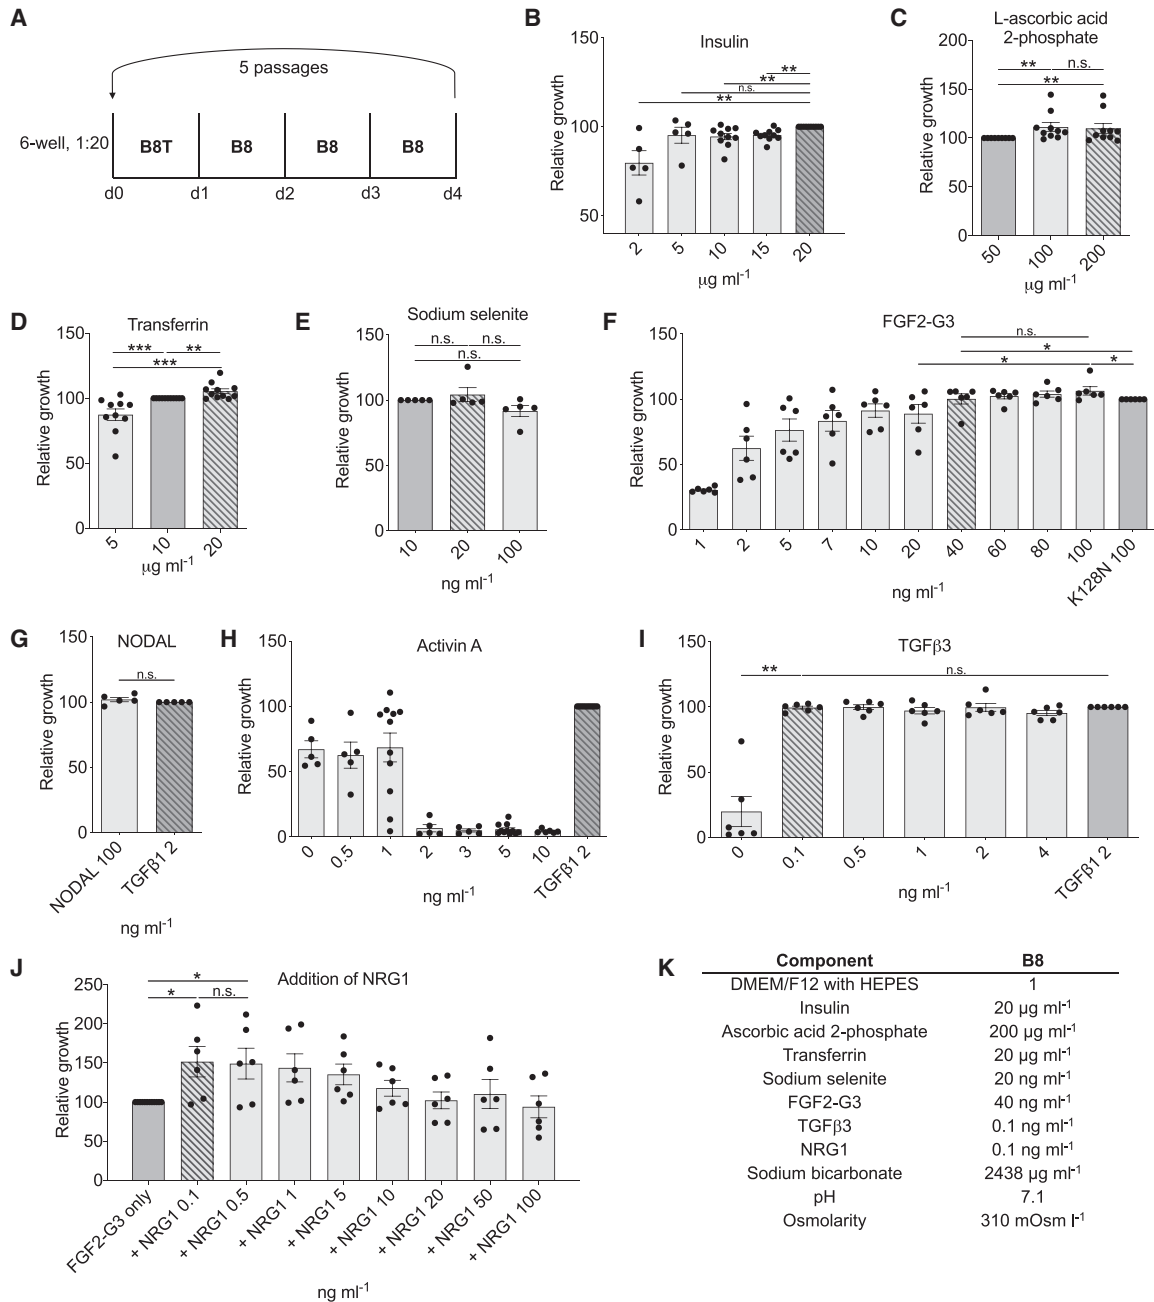 A
5 passages
6-well, 1:20
B8T
B8
B8
B8
d0
d1
d2
d3
d4
B
Insulin
Relative growth
150
100
50
**
**
n.s.
**
2
5
10
15
20
µg ml-1
C
L-ascorbic acid
2-phosphate
Relative growth
200
150
100
50
0
** n.s.
**
50
100
200
µg ml-1
D
Transferrin
Relative growth
150
100
50
0
*** **
***
5
10
20
µg ml-1
E
Sodium selenite
Relative growth
150
100
50
0
n.s. n.s.
n.s.
10
20
100
ng ml-1
F
FGF2-G3
Relative growth
150
100
50
0
n.s.
*
* *
1
2
5
7
10
20
40
60
80
100
K128N 100
ng ml-1
G
NODAL
Relative growth
150
100
50
0
n.s.
NODAL 100
TGFβ1 2
ng ml-1
H
Activin A
Relative growth
150
100
50
0
0
0.5
1
2
3
5
10
TGFβ1 2
ng ml-1
I
TGFβ3
Relative growth
150
100
50
0
** n.s.
0
0.1
0.5
1
2
4
TGFβ1 2
ng ml-1
J
Addition of NRG1
Relative growth
250
200
150
100
50
0
*
* n.s.
FGF2-G3 only
+ NRG1 0.1
+ NRG1 0.5
+ NRG1 1
+ NRG1 5
+ NRG1 10
+ NRG1 20
+ NRG1 50
+ NRG1 100
ng ml-1
K
Component B8
DMEM/F12 with HEPES 1
Insulin 20 µg ml-1
Ascorbic acid 2-phosphate 200 µg ml-1
Transferrin 20 µg ml-1
Sodium selenite 20 ng ml-1
FGF2-G3 40 ng ml-1
TGFβ3 0.1 ng ml-1
NRG1 0.1 ng ml-1
Sodium bicarbonate 2438 µg ml-1
pH 7.1
Osmolarity 310 mOsm l-1